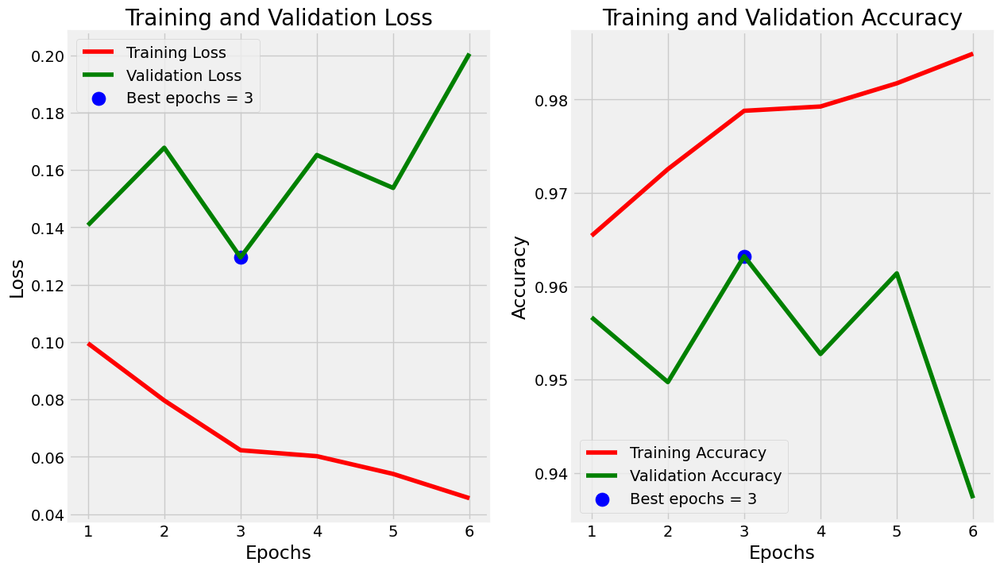 Training and Validation Loss
Training Loss
Validation Loss
Best epochs = 3
0.20
0.18
0.16
0.14
0.12
0.10
0.08
0.06
0.04
Loss
1 2 3 4 5 6
Epochs
Training and Validation Accuracy
0.98
0.97
0.96
0.95
0.94
Accuracy
Training Accuracy
Validation Accuracy
Best epochs = 3
1 2 3 4 5 6
Epochs